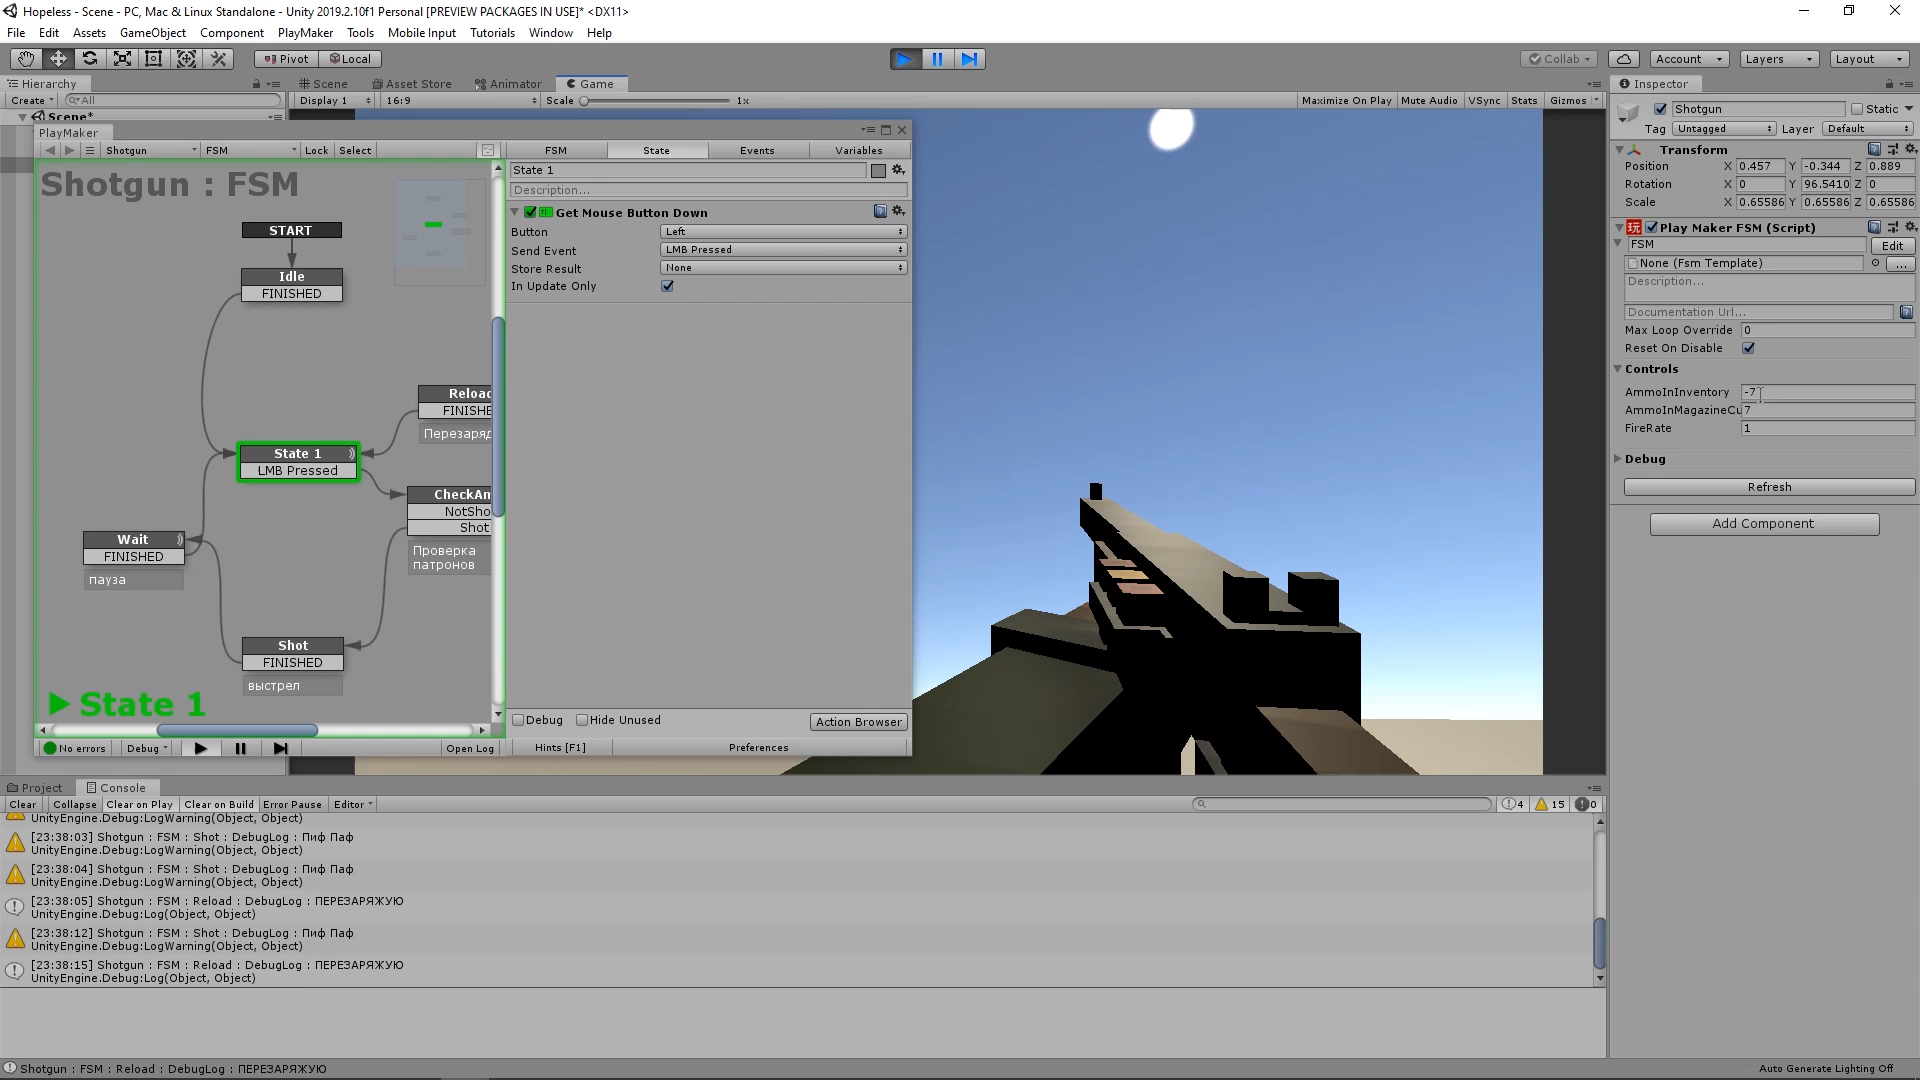 Hopeless - Scene - PC, Mac & Linux Standalone - Unity 2019.2.10f1 Personal [PREVIEW PACKAGES IN USE]* <DX11>
File Edit Assets GameObject Component PlayMaker Tools Mobile Input Tutorials Window Help
Pivot Local Collab Account Layers Layout
Hierarchy Scene Asset Store Animator Game Inspector
Create All Display 1 16:9 Scale 1x Maximize On Play Mute Audio VSync Stats Gizmos
Scene*
PlayMaker
Shotgun FSM Lock Select FSM State Events Variables
Shotgun : FSM
START
Idle
FINISHED
Reload
FINISHE
Перезаряд
State 1
LMB Pressed
CheckAm
NotSho
Shot
Проверка
патронов
Wait
FINISHED
пауза
Shot
FINISHED
выстрел
State 1
No errors Debug Open Log
State 1
Description...
Get Mouse Button Down
Button Left
Send Event LMB Pressed
Store Result None
In Update Only
Debug Hide Unused Action Browser
Hints [F1] Preferences
Shotgun Static
Tag Untagged Layer Default
Transform
Position X 0.457 Y -0.344 Z 0.889
Rotation X 0 Y 96.5410 Z 0
Scale X 0.65586 Y 0.65586 Z 0.65586
玩 Play Maker FSM (Script)
FSM Edit
None (Fsm Template) ...
Description...
Documentation Url...
Max Loop Override 0
Reset On Disable
Controls
AmmoInInventory -7
AmmoInMagazineCu 7
FireRate 1
Debug
Refresh
Add Component
Project Console
Clear Collapse Clear on Play Clear on Build Error Pause Editor 4 15 0
UnityEngine.Debug:LogWarning(Object, Object)
[23:38:03] Shotgun : FSM : Shot : DebugLog : Пиф Паф
UnityEngine.Debug:LogWarning(Object, Object)
[23:38:04] Shotgun : FSM : Shot : DebugLog : Пиф Паф
UnityEngine.Debug:LogWarning(Object, Object)
[23:38:05] Shotgun : FSM : Reload : DebugLog : ПЕРЕЗАРЯЖУЮ
UnityEngine.Debug:Log(Object, Object)
[23:38:12] Shotgun : FSM : Shot : DebugLog : Пиф Паф
UnityEngine.Debug:LogWarning(Object, Object)
[23:38:15] Shotgun : FSM : Reload : DebugLog : ПЕРЕЗАРЯЖУЮ
UnityEngine.Debug:Log(Object, Object)
Shotgun : FSM : Reload : DebugLog : ПЕРЕЗАРЯЖУЮ
Auto Generate Lighting Off